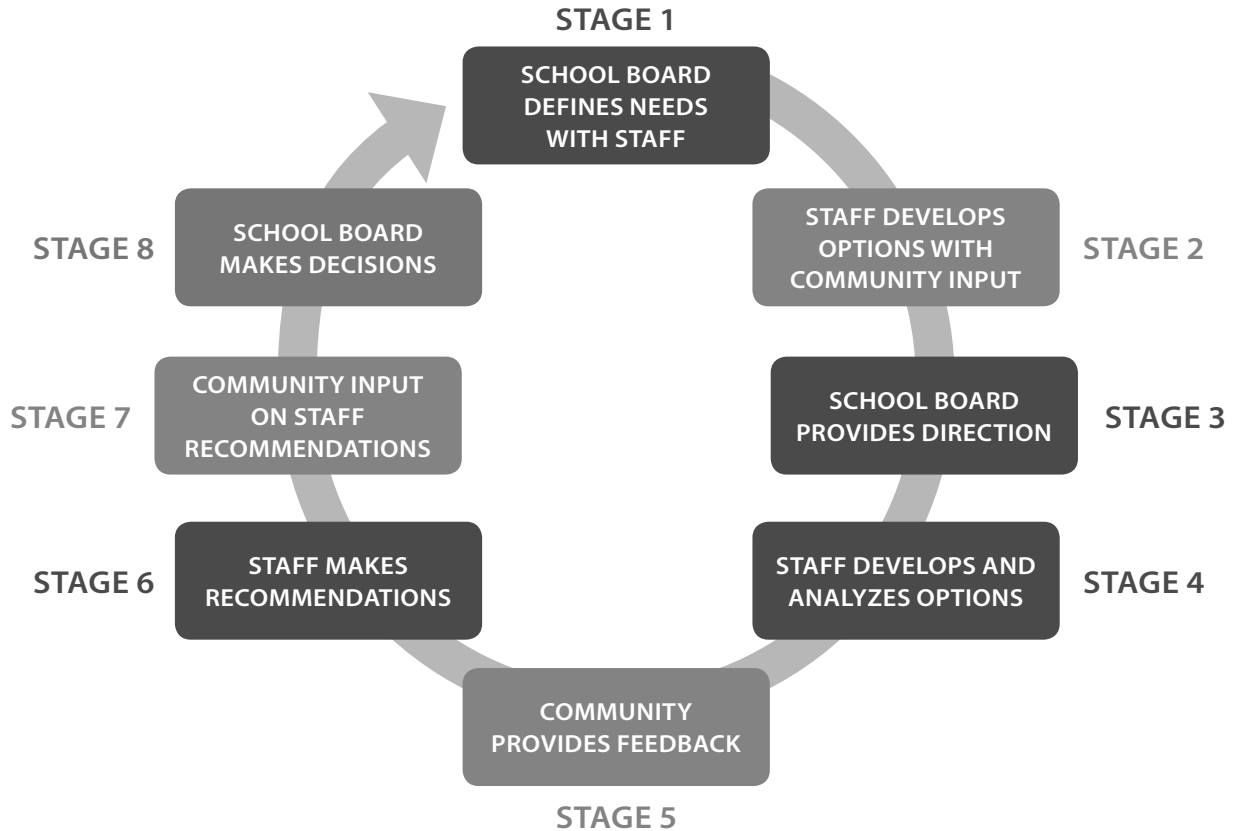 STAGE 1
SCHOOL BOARD
DEFINES NEEDS
WITH STAFF
STAFF DEVELOPS
OPTIONS WITH
COMMUNITY INPUT
STAGE 2
SCHOOL BOARD
PROVIDES DIRECTION
STAGE 3
STAFF DEVELOPS AND
ANALYZES OPTIONS
STAGE 4
COMMUNITY
PROVIDES FEEDBACK
STAGE 5
STAGE 6
STAFF MAKES
RECOMMENDATIONS
STAGE 7
COMMUNITY INPUT
ON STAFF
RECOMMENDATIONS
STAGE 8
SCHOOL BOARD
MAKES DECISIONS